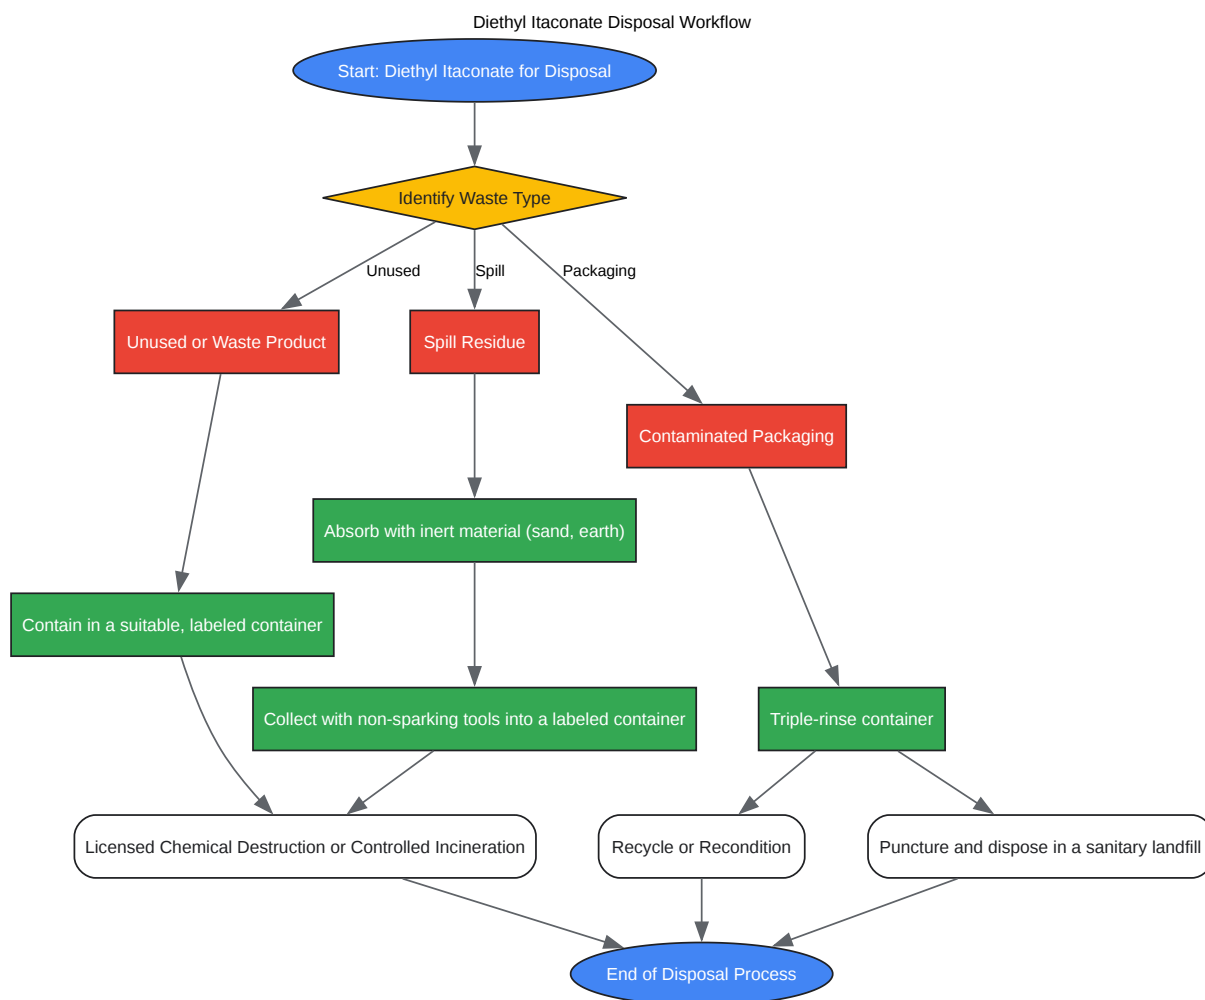 Diethyl Itaconate Disposal Workflow
Start: Diethyl Itaconate for Disposal
Identify Waste Type
Unused
Spill
Packaging
Unused or Waste Product
Spill Residue
Contaminated Packaging
Absorb with inert material (sand, earth)
Contain in a suitable, labeled container
Collect with non-sparking tools into a labeled container
Triple-rinse container
Licensed Chemical Destruction or Controlled Incineration
Recycle or Recondition
Puncture and dispose in a sanitary landfill
End of Disposal Process